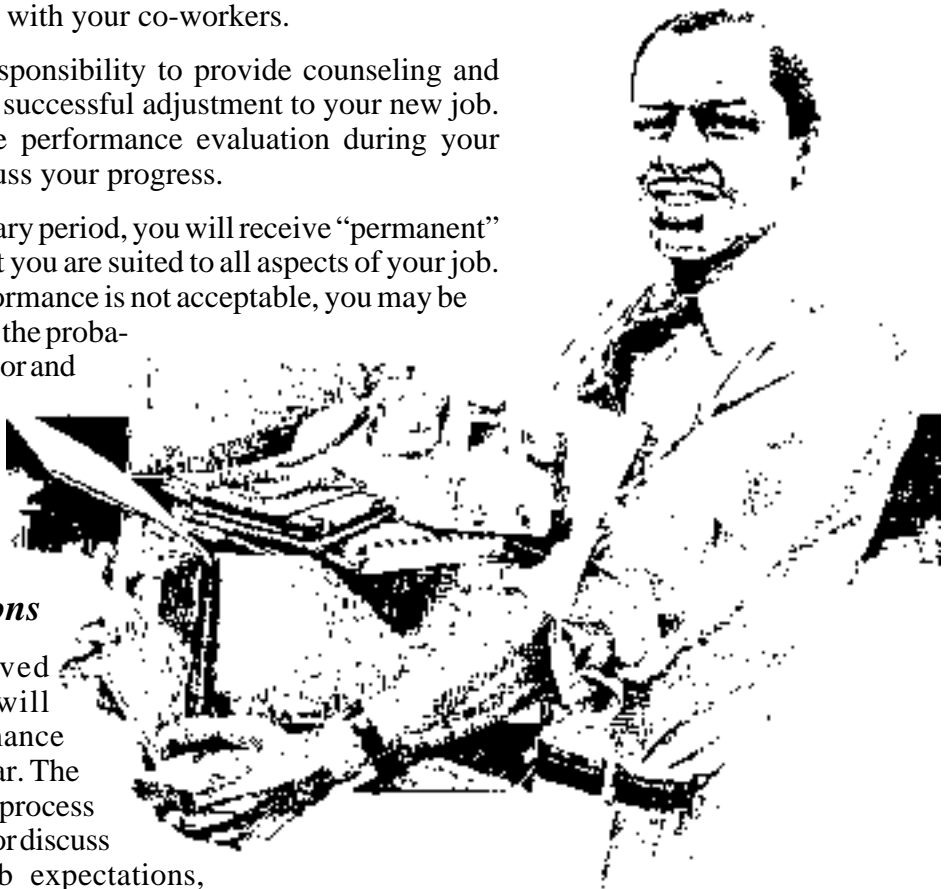 with your co-workers.
sponsibility to provide counseling and
successful adjustment to your new job.
e performance evaluation during your
uss your progress.
ary period, you will receive “permanent”
t you are suited to all aspects of your job.
ormance is not acceptable, you may be
the proba-
or and
ons
ved
will
nance
ar. The
process
or discuss
b expectations,